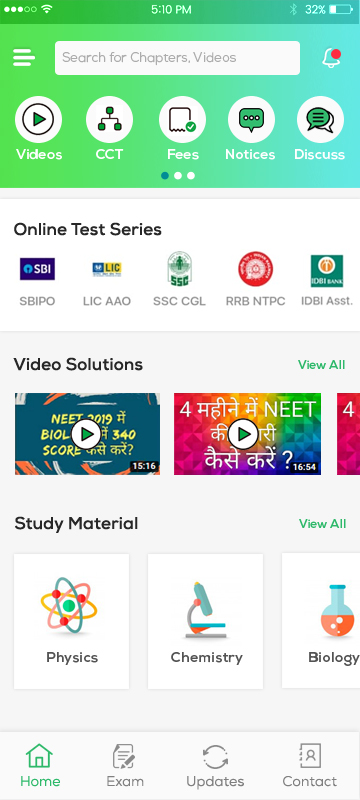 5:10 PM
32%
Search for Chapters, Videos
Videos CCT Fees Notices Discuss
Online Test Series
SBI LIC SSC IDBI BANK
SBIPO LIC AAO SSC CGL RRB NTPC IDBI Asst.
Video Solutions View All
NEET 2019 में
340
SCORE कैसे करें?
15:16
4 महीने में NEET
की
कैसे करें ?
16:54
4
Study Material View All
Physics Chemistry Biology
Home Exam Updates Contact